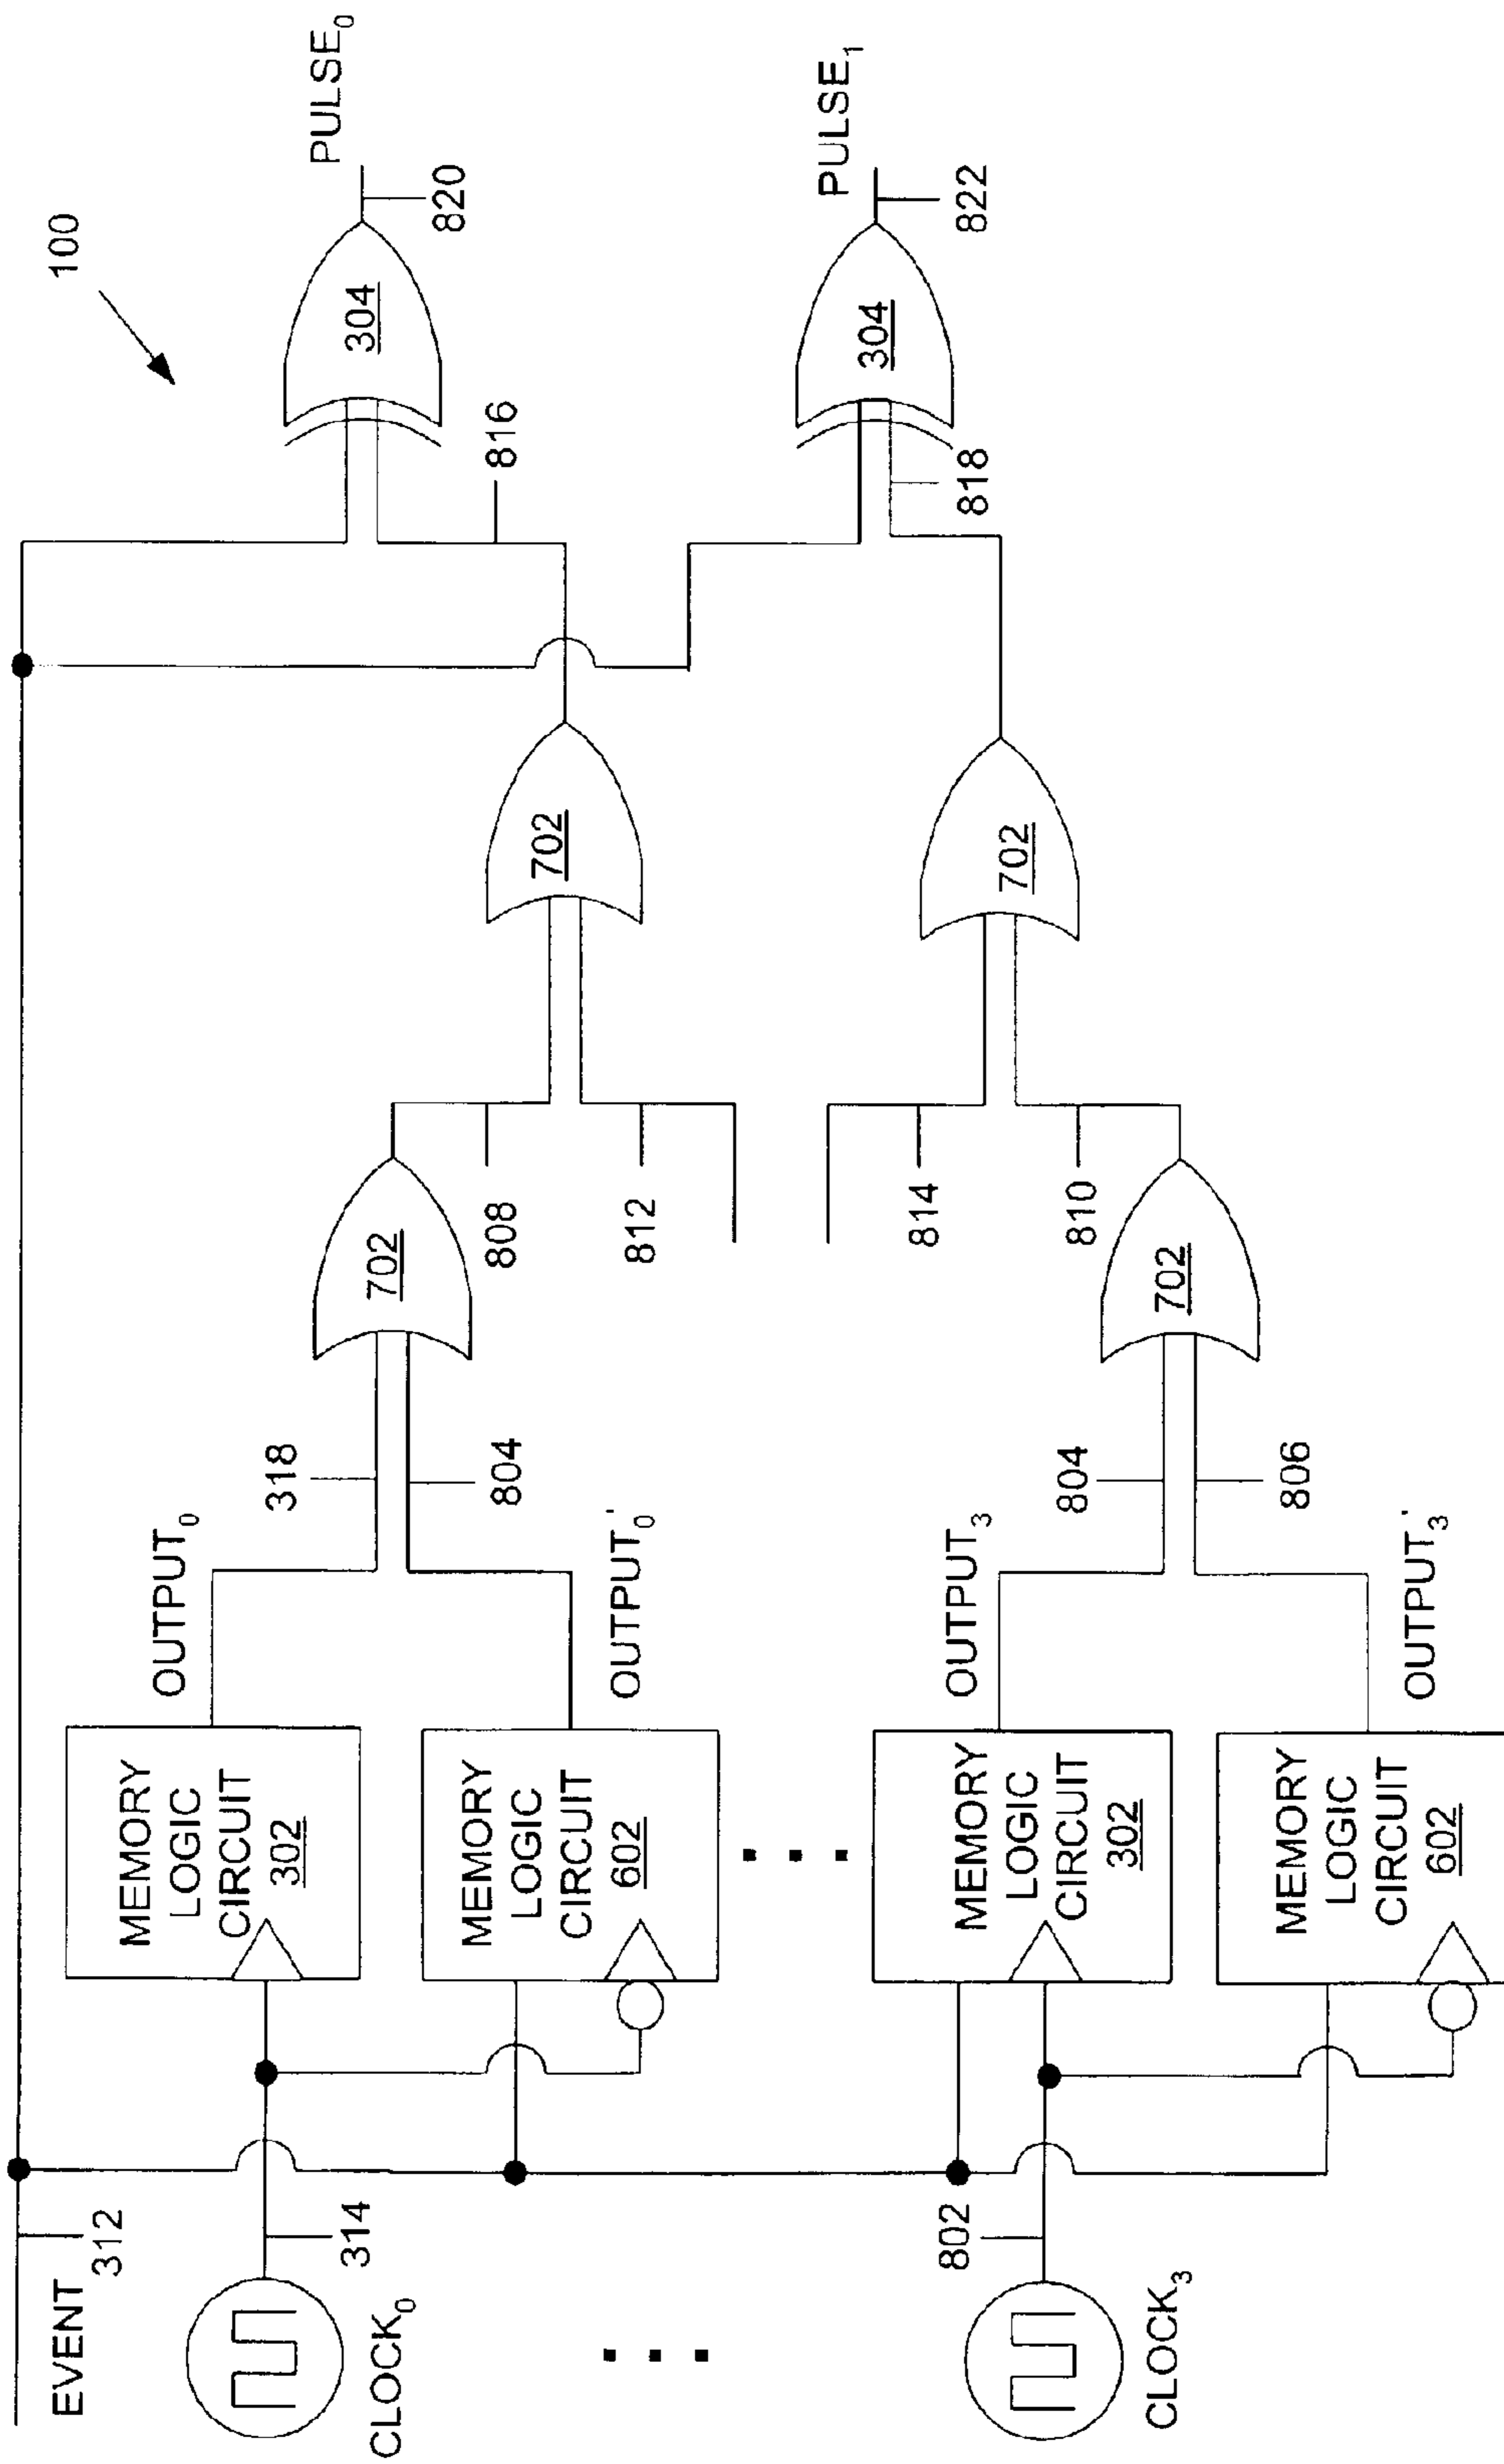 100
EVENT
312
CLOCK0
314
MEMORY
LOGIC
CIRCUIT
302
OUTPUT0
318
MEMORY
LOGIC
CIRCUIT
602
OUTPUT0'
804
702
808
812
702
816
304
PULSE0
820
CLOCK3
802
MEMORY
LOGIC
CIRCUIT
302
OUTPUT3
804
MEMORY
LOGIC
CIRCUIT
602
OUTPUT3'
806
702
810
814
702
818
304
PULSE1
822